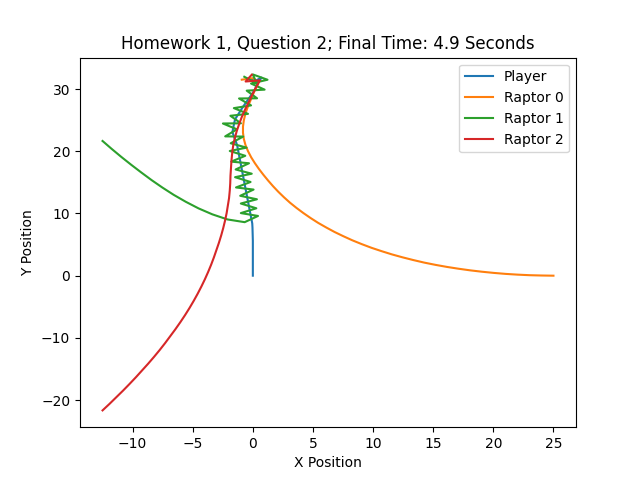 Homework 1, Question 2; Final Time: 4.9 Seconds
Player
Raptor 0
Raptor 1
Raptor 2
30
20
10
0
−10
−20
Y Position
−10
−5
0
5
10
15
20
25
X Position